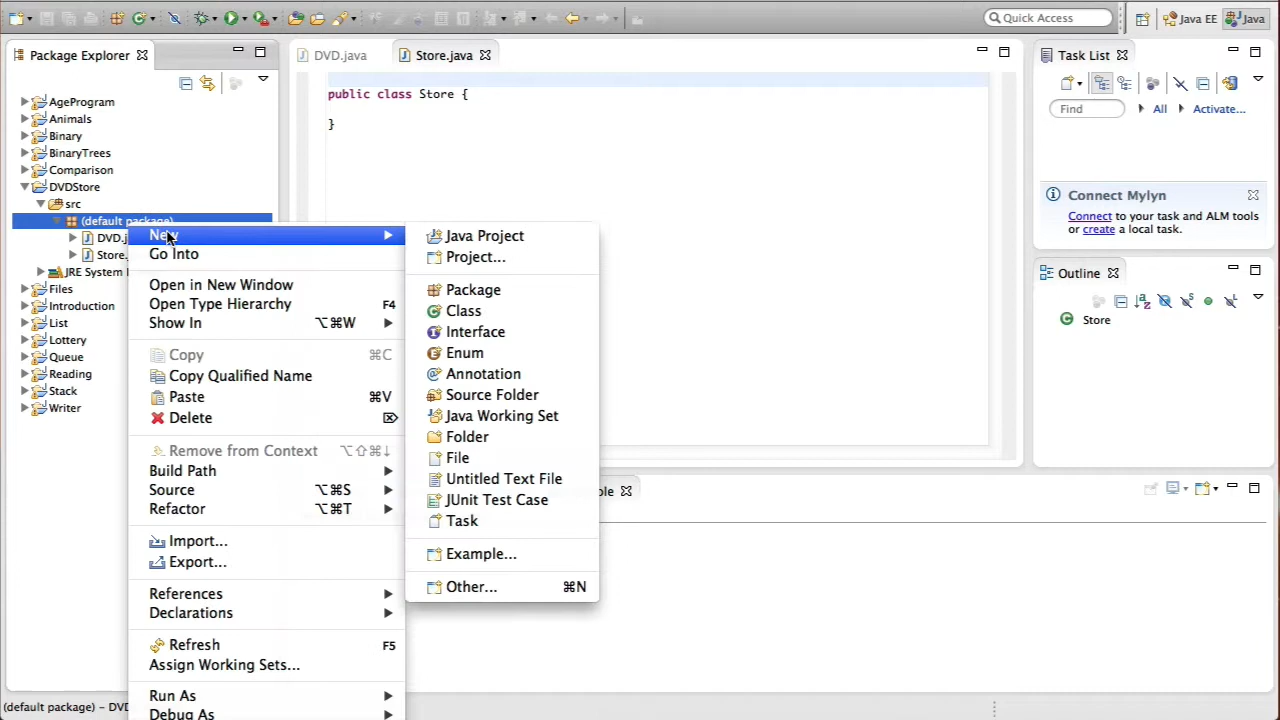 Quick Access
Java EE
Java
Package Explorer
AgeProgram
Animals
Binary
BinaryTrees
Comparison
DVDStore
src
(default package)
DVD.j
Store.
JRE System
Files
Introduction
List
Lottery
Queue
Reading
Stack
Writer
DVD.java
Store.java
public class Store {
}
New
Go Into
Open in New Window
Open Type Hierarchy F4
Show In ⌥⌘W
Copy ⌘C
Copy Qualified Name
Paste ⌘V
Delete ⌦
Remove from Context ⌥⇧⌘↓
Build Path
Source ⌥⌘S
Refactor ⌥⌘T
Import...
Export...
References
Declarations
Refresh F5
Assign Working Sets...
Run As
Debug As
Java Project
Project...
Package
Class
Interface
Enum
Annotation
Source Folder
Java Working Set
Folder
File
Untitled Text File
JUnit Test Case
Task
Example...
Other... ⌘N
Task List
Find
All
Activate...
Connect Mylyn
Connect to your task and ALM tools
or create a local task.
Outline
Store
(default package) – DVD